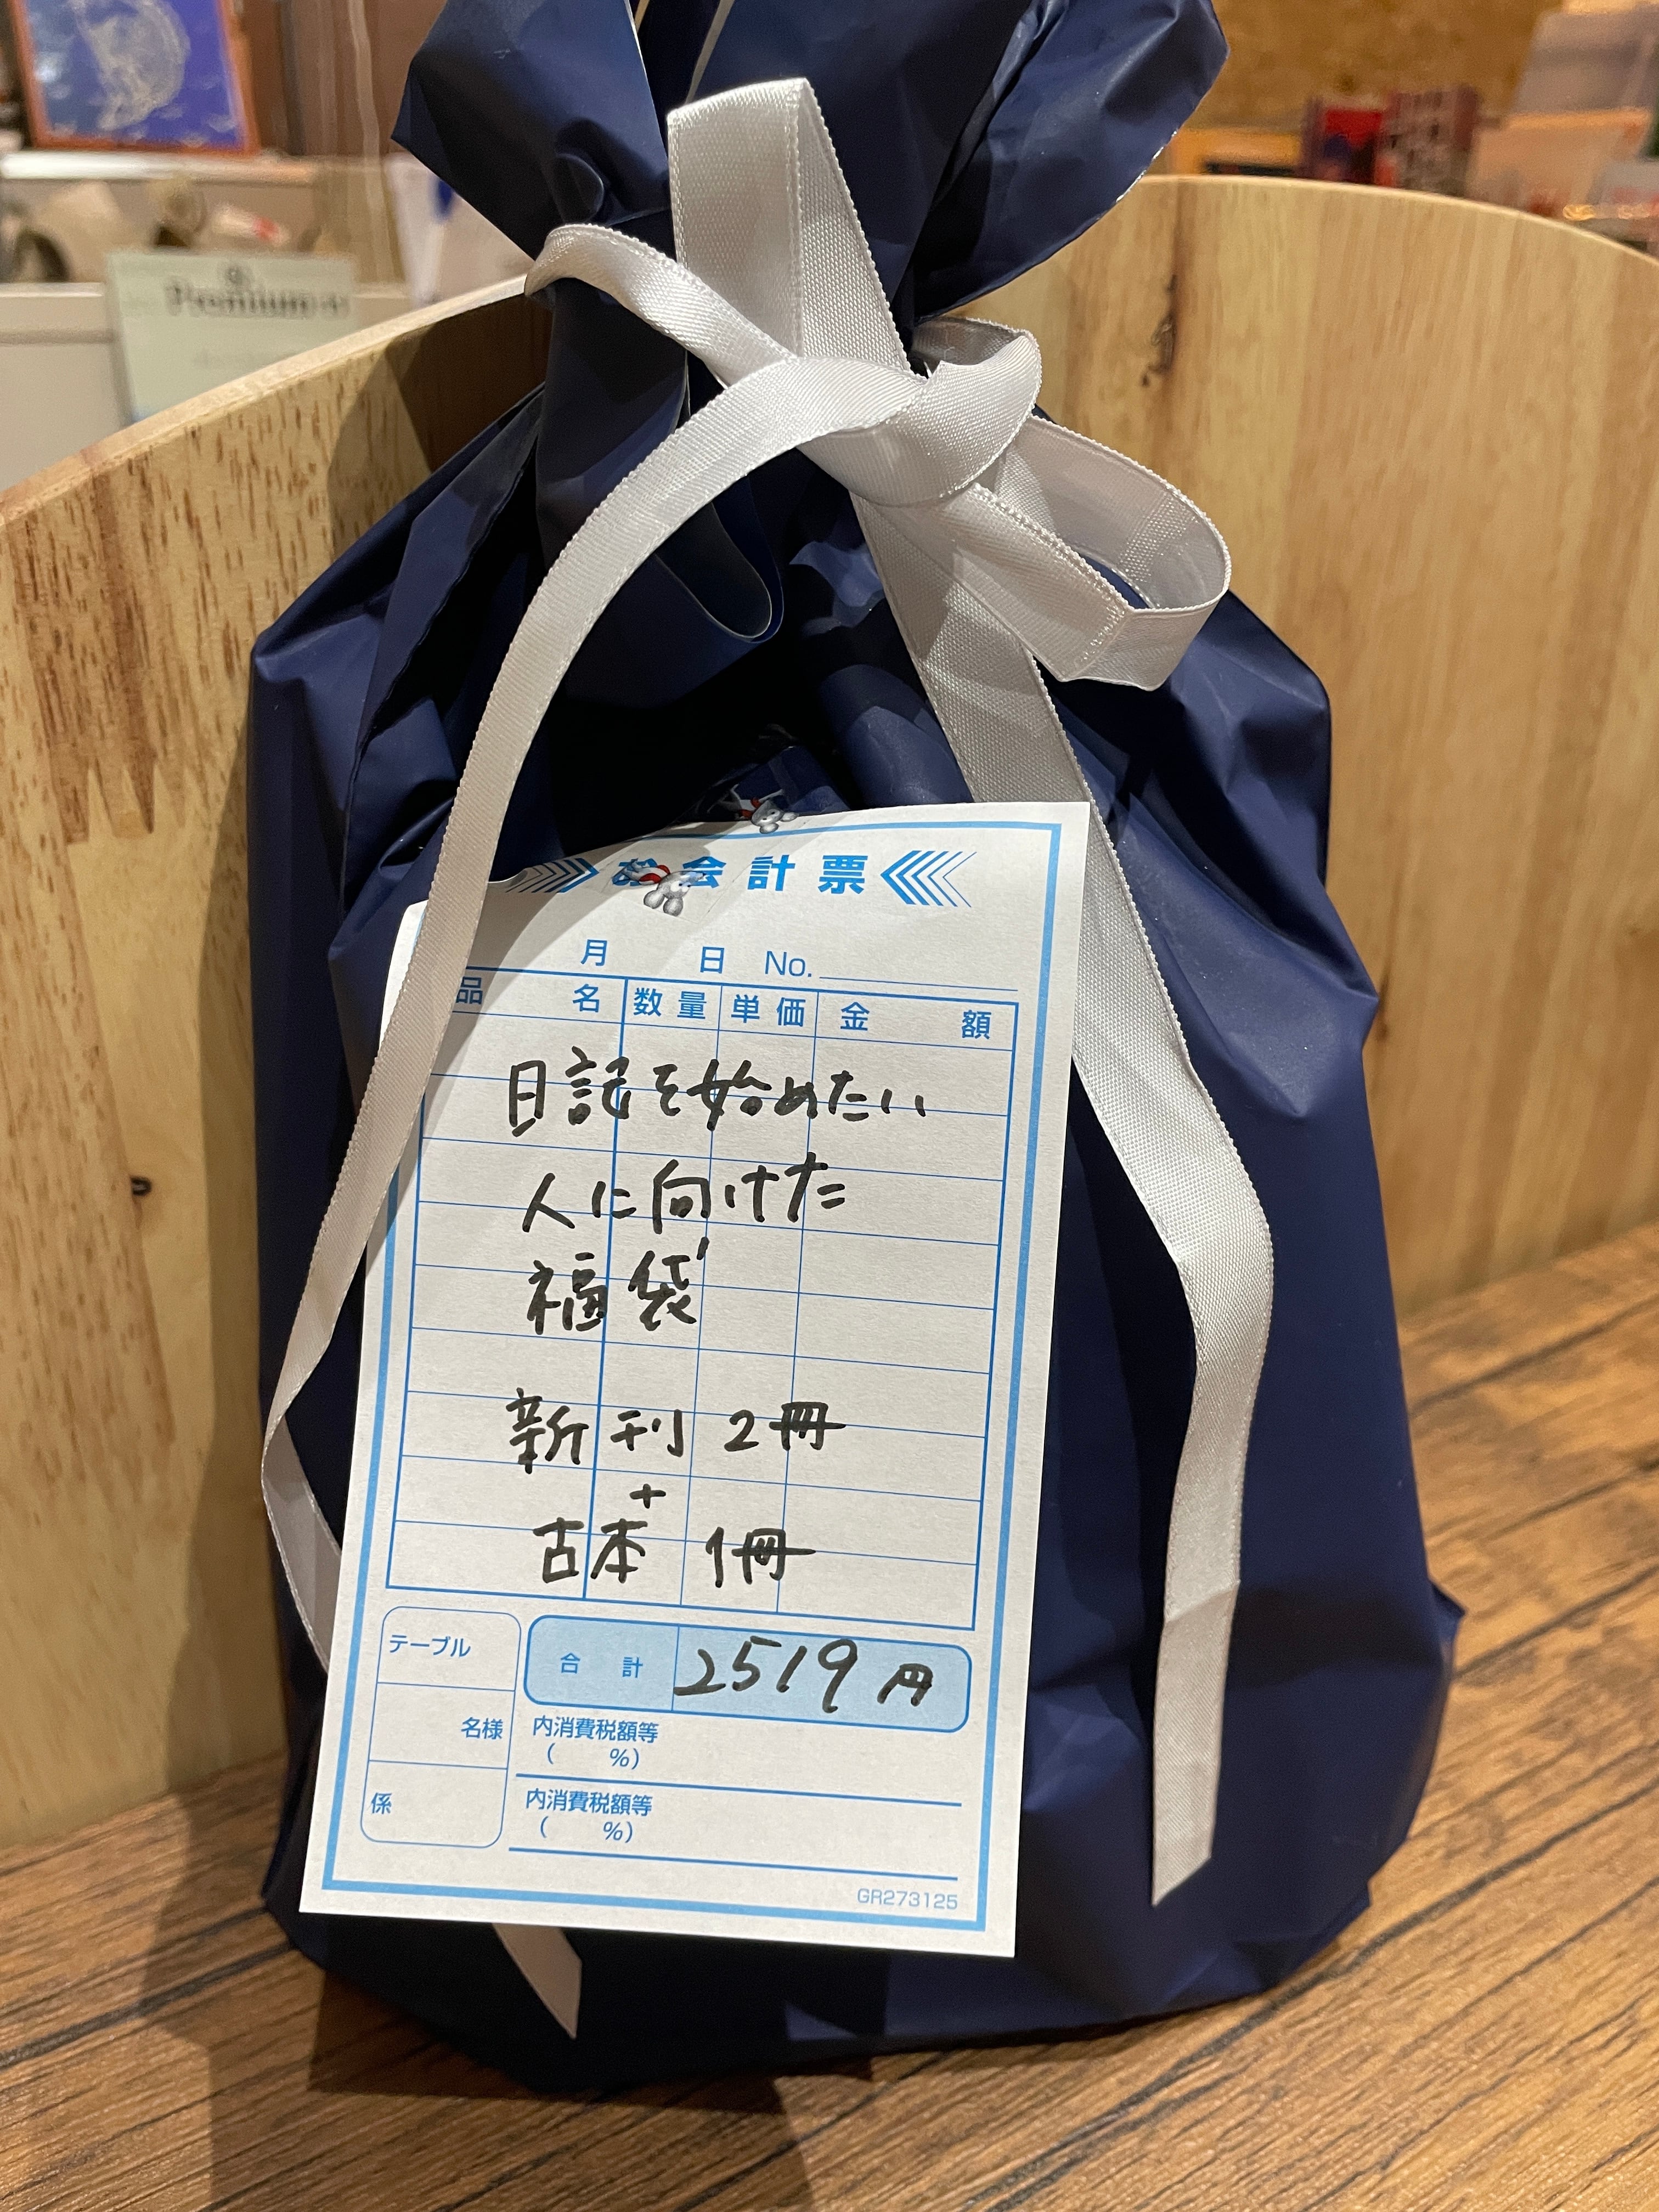 Premium
お会計票
月 日 No.
品 名 数量 単価 金 額
日記を始めたい
人に向けた
福袋
新刊 2冊
+
古本 1冊
テーブル
合 計 2519円
名様
内消費税額等
( %)
係
内消費税額等
( %)
GR273125